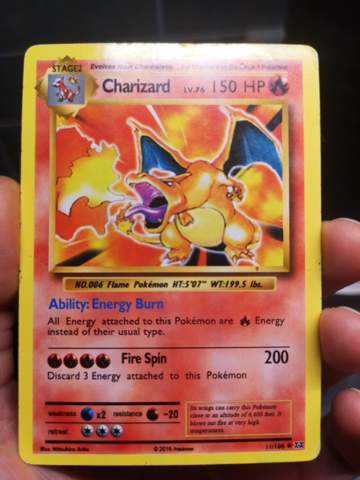 STAGE2
Evolves from Charmeleon
Charizard LV.76 150 HP
NO.006 Flame Pokémon HT:5'07" WT:199.5 lbs.
Ability: Energy Burn
All Energy attached to this Pokémon are Energy
instead of their usual type.
Fire Spin 200
Discard 3 Energy attached to this Pokémon
weakness x2 resistance -20
retreat
Its wings can carry this Pokémon
close to an altitude of 4,600 feet. It
blows out fire at very high
temperatures.
Illus. Mitsuhiro Arita
© 2016 Pokémon
11/108